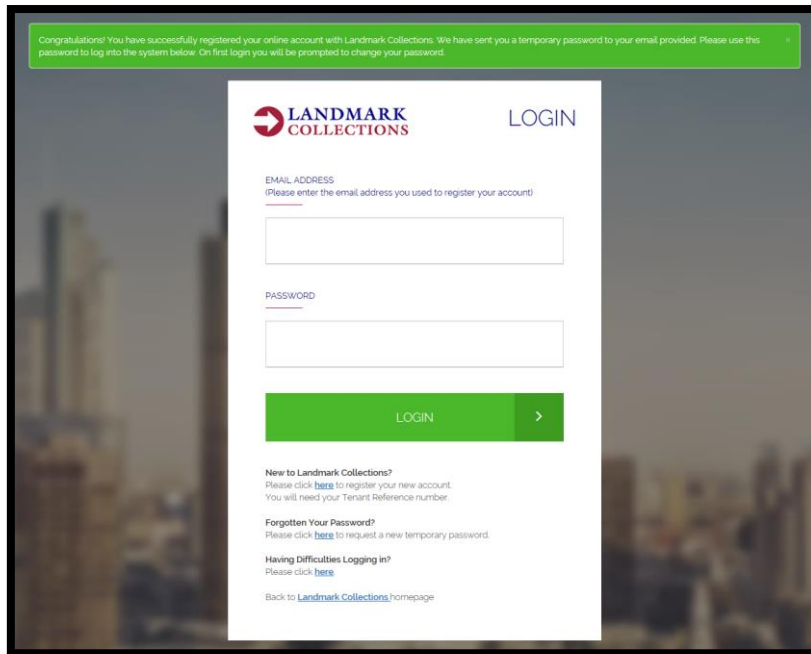 Congratulations! You have successfully registered your online account with Landmark Collections. We have sent you a temporary password to your email provided. Please use this
password to log into the system below. On first login you will be prompted to change your password.
×
LANDMARK
COLLECTIONS
LOGIN
EMAIL ADDRESS
(Please enter the email address you used to register your account)
PASSWORD
LOGIN
New to Landmark Collections?
Please click here to register your new account.
You will need your Tenant Reference number.
Forgotten Your Password?
Please click here to request a new temporary password.
Having Difficulties Logging in?
Please click here.
Back to Landmark Collections homepage